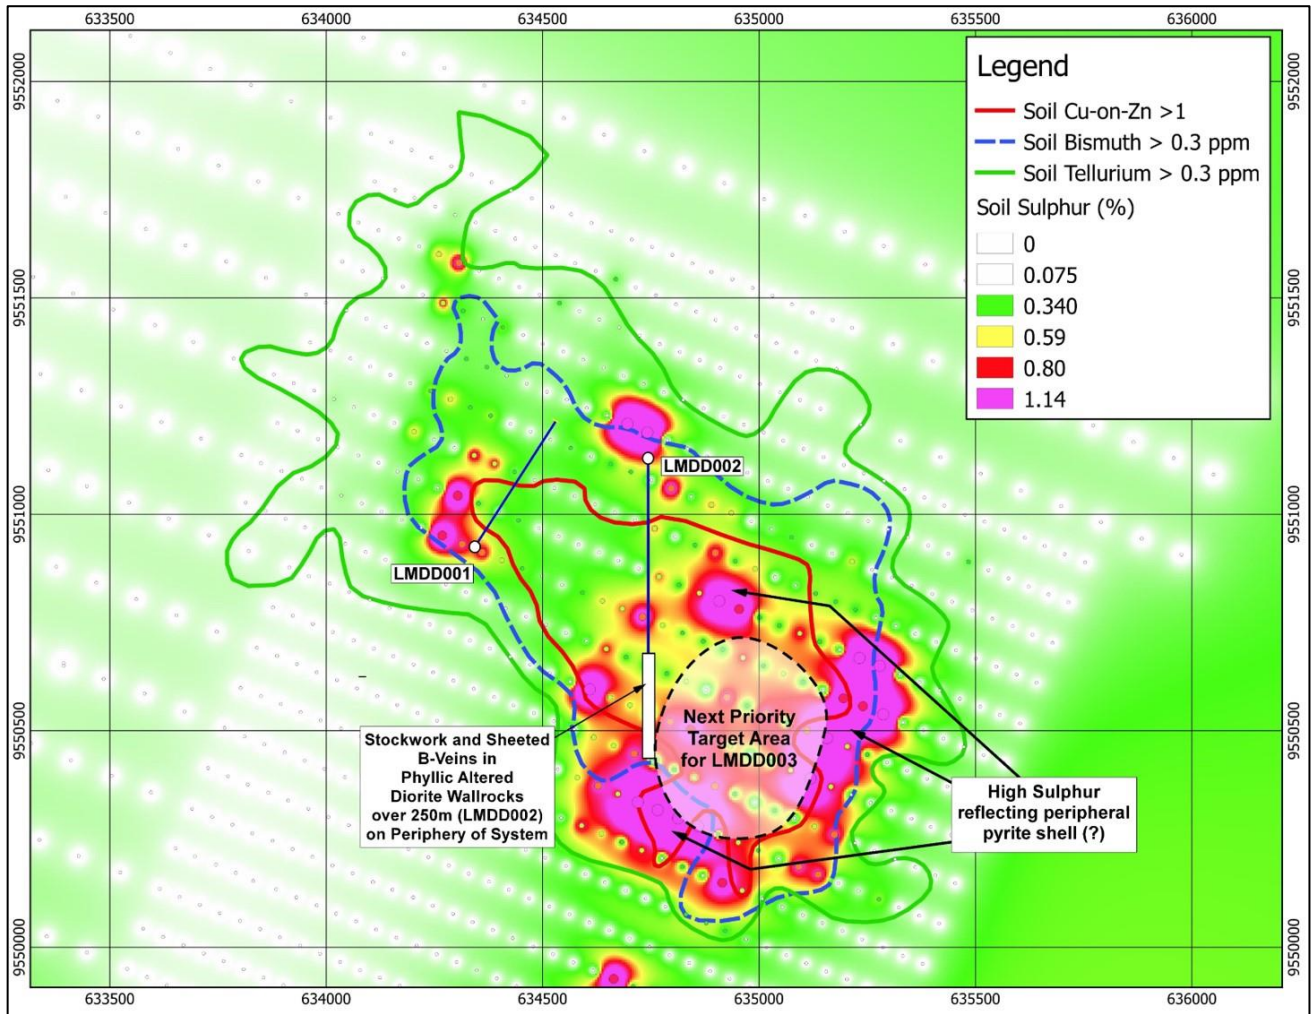 633500 634000 634500 635000 635500 636000
9552000 9552000
Legend
Soil Cu-on-Zn >1
Soil Bismuth > 0.3 ppm
Soil Tellurium > 0.3 ppm
Soil Sulphur (%)
0
0.075
0.340
0.59
0.80
1.14
9551500 9551500
LMDD002
9551000 9551000
LMDD001
Next Priority
Target Area
for LMDD003
9550500 9550500
Stockwork and Sheeted
B-Veins in
Phyllic Altered
Diorite Wallrocks
over 250m (LMDD002)
on Periphery of System
High Sulphur
reflecting peripheral
pyrite shell (?)
9550000 9550000
633500 634000 634500 635000 635500 636000